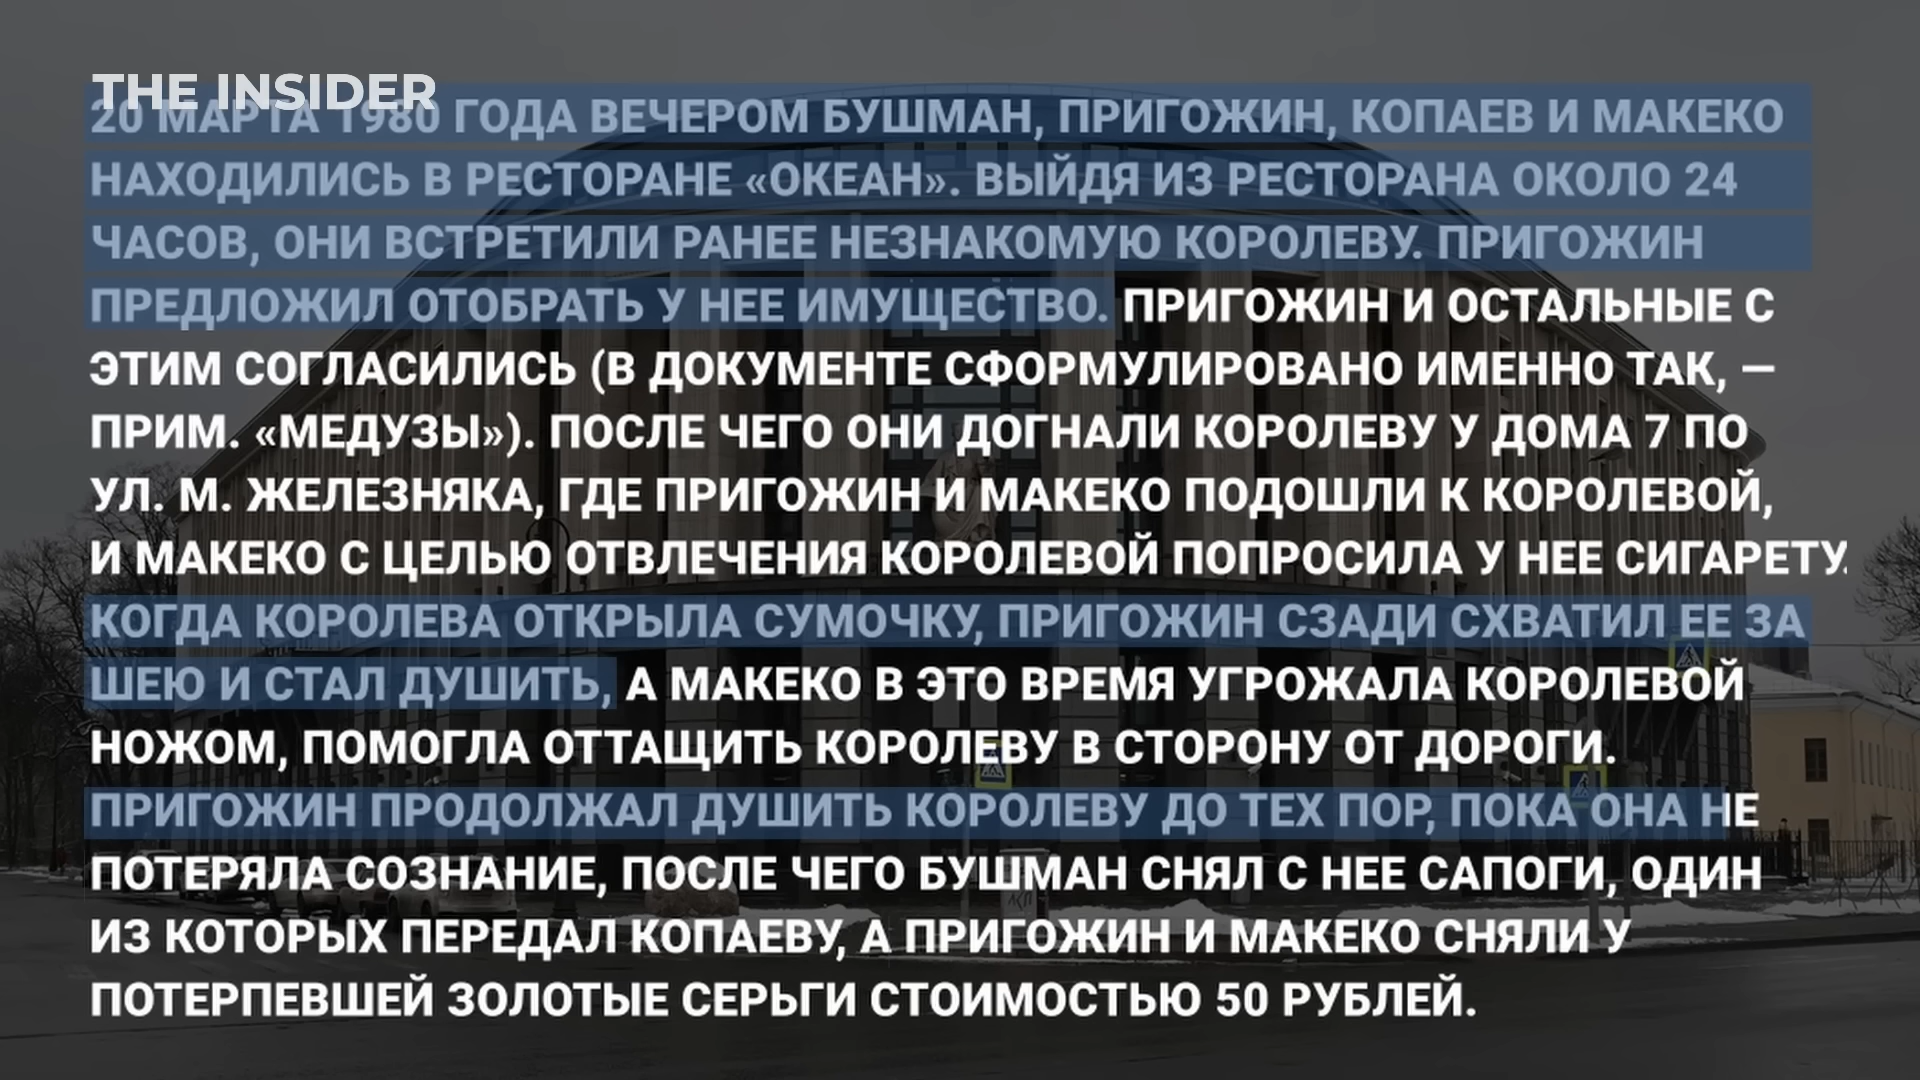 THE INSIDER
20 МАРТА 1980 ГОДА ВЕЧЕРОМ БУШМАН, ПРИГОЖИН, КОПАЕВ И МАКЕКО
НАХОДИЛИСЬ В РЕСТОРАНЕ «ОКЕАН». ВЫЙДЯ ИЗ РЕСТОРАНА ОКОЛО 24
ЧАСОВ, ОНИ ВСТРЕТИЛИ РАНЕЕ НЕЗНАКОМУЮ КОРОЛЕВУ. ПРИГОЖИН
ПРЕДЛОЖИЛ ОТОБРАТЬ У НЕЕ ИМУЩЕСТВО. ПРИГОЖИН И ОСТАЛЬНЫЕ С
ЭТИМ СОГЛАСИЛИСЬ (В ДОКУМЕНТЕ СФОРМУЛИРОВАНО ИМЕННО ТАК, —
ПРИМ. «МЕДУЗЫ»). ПОСЛЕ ЧЕГО ОНИ ДОГНАЛИ КОРОЛЕВУ У ДОМА 7 ПО
УЛ. М. ЖЕЛЕЗНЯКА, ГДЕ ПРИГОЖИН И МАКЕКО ПОДОШЛИ К КОРОЛЕВОЙ,
И МАКЕКО С ЦЕЛЬЮ ОТВЛЕЧЕНИЯ КОРОЛЕВОЙ ПОПРОСИЛА У НЕЕ СИГАРЕТУ.
КОГДА КОРОЛЕВА ОТКРЫЛА СУМОЧКУ, ПРИГОЖИН СЗАДИ СХВАТИЛ ЕЕ ЗА
ШЕЮ И СТАЛ ДУШИТЬ, А МАКЕКО В ЭТО ВРЕМЯ УГРОЖАЛА КОРОЛЕВОЙ
НОЖОМ, ПОМОГЛА ОТТАЩИТЬ КОРОЛЕВУ В СТОРОНУ ОТ ДОРОГИ.
ПРИГОЖИН ПРОДОЛЖАЛ ДУШИТЬ КОРОЛЕВУ ДО ТЕХ ПОР, ПОКА ОНА НЕ
ПОТЕРЯЛА СОЗНАНИЕ, ПОСЛЕ ЧЕГО БУШМАН СНЯЛ С НЕЕ САПОГИ, ОДИН
ИЗ КОТОРЫХ ПЕРЕДАЛ КОПАЕВУ, А ПРИГОЖИН И МАКЕКО СНЯЛИ У
ПОТЕРПЕВШЕЙ ЗОЛОТЫЕ СЕРЬГИ СТОИМОСТЬЮ 50 РУБЛЕЙ.